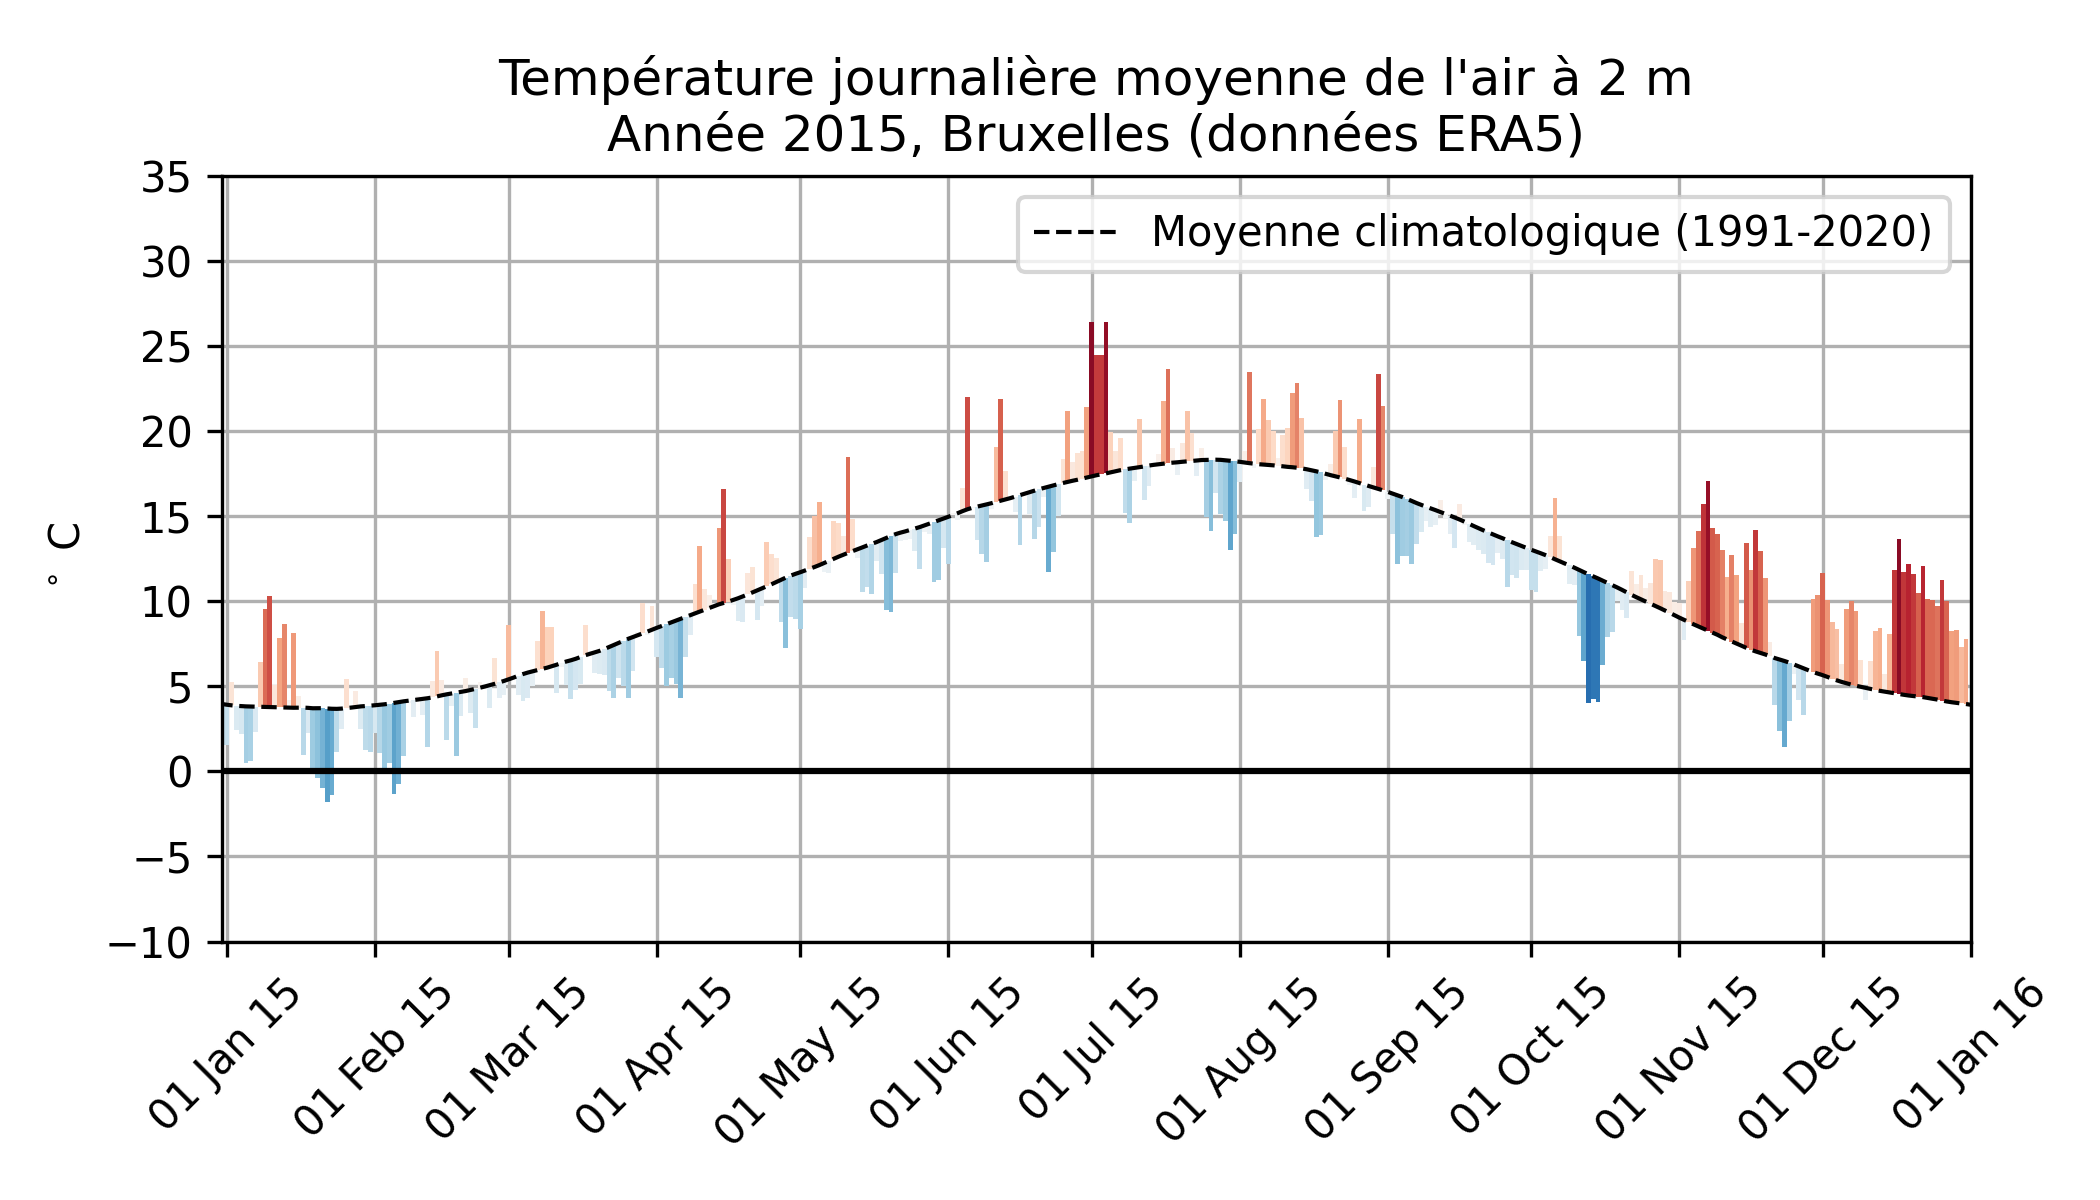 Température journalière moyenne de l'air à 2 m
Année 2015, Bruxelles (données ERA5)
Moyenne climatologique (1991-2020)
35
30
25
20
15
10
5
0
−5
−10
° C
01 Jan 15
01 Feb 15
01 Mar 15
01 Apr 15
01 May 15
01 Jun 15
01 Jul 15
01 Aug 15
01 Sep 15
01 Oct 15
01 Nov 15
01 Dec 15
01 Jan 16